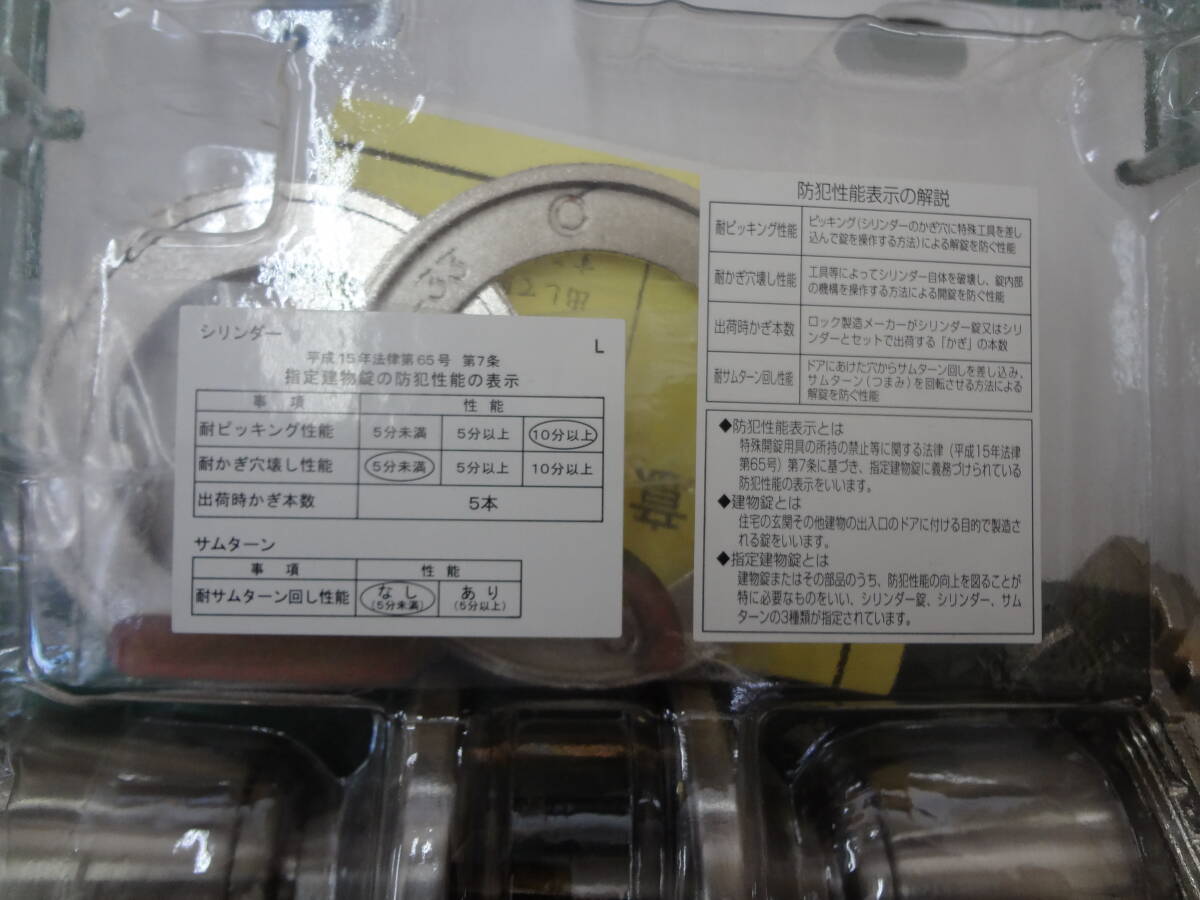 シリンダー
L
平成15年法律第65号 第7条
指定建物錠の防犯性能の表示
事項 性能
耐ピッキング性能 5分未満 5分以上 10分以上
耐かぎ穴壊し性能 5分未満 5分以上 10分以上
出荷時かぎ本数 5本
サムターン
事項 性能
耐サムターン回し性能 なし あり
(5分未満) (5分以上)
防犯性能表示の解説
耐ピッキング性能 ピッキング(シリンダーのかぎ穴に特殊工具を差し
込んで錠を操作する方法)による解錠を防ぐ性能
耐かぎ穴壊し性能 工具等によってシリンダー自体を破壊し、錠内部
の機構を操作する方法による開錠を防ぐ性能
出荷時かぎ本数 ロック製造メーカーがシリンダー錠又はシリ
ンダーとセットで出荷する「かぎ」の本数
耐サムターン回し性能 ドアにあけた穴からサムターン回しを差し込み、
サムターン(つまみ)を回転させる方法による
解錠を防ぐ性能
◆防犯性能表示とは
特殊開錠用具の所持の禁止等に関する法律(平成15年法律
第65号)第7条に基づき、指定建物錠に義務づけられている
防犯性能の表示をいいます。
◆建物錠とは
住宅の玄関その他建物の出入口のドアに付ける目的で製造さ
れる錠をいいます。
◆指定建物錠とは
建物錠またはその部品のうち、防犯性能の向上を図ることが
特に必要なものをいい、シリンダー錠、シリンダー、サム
ターンの3種類が指定されています。